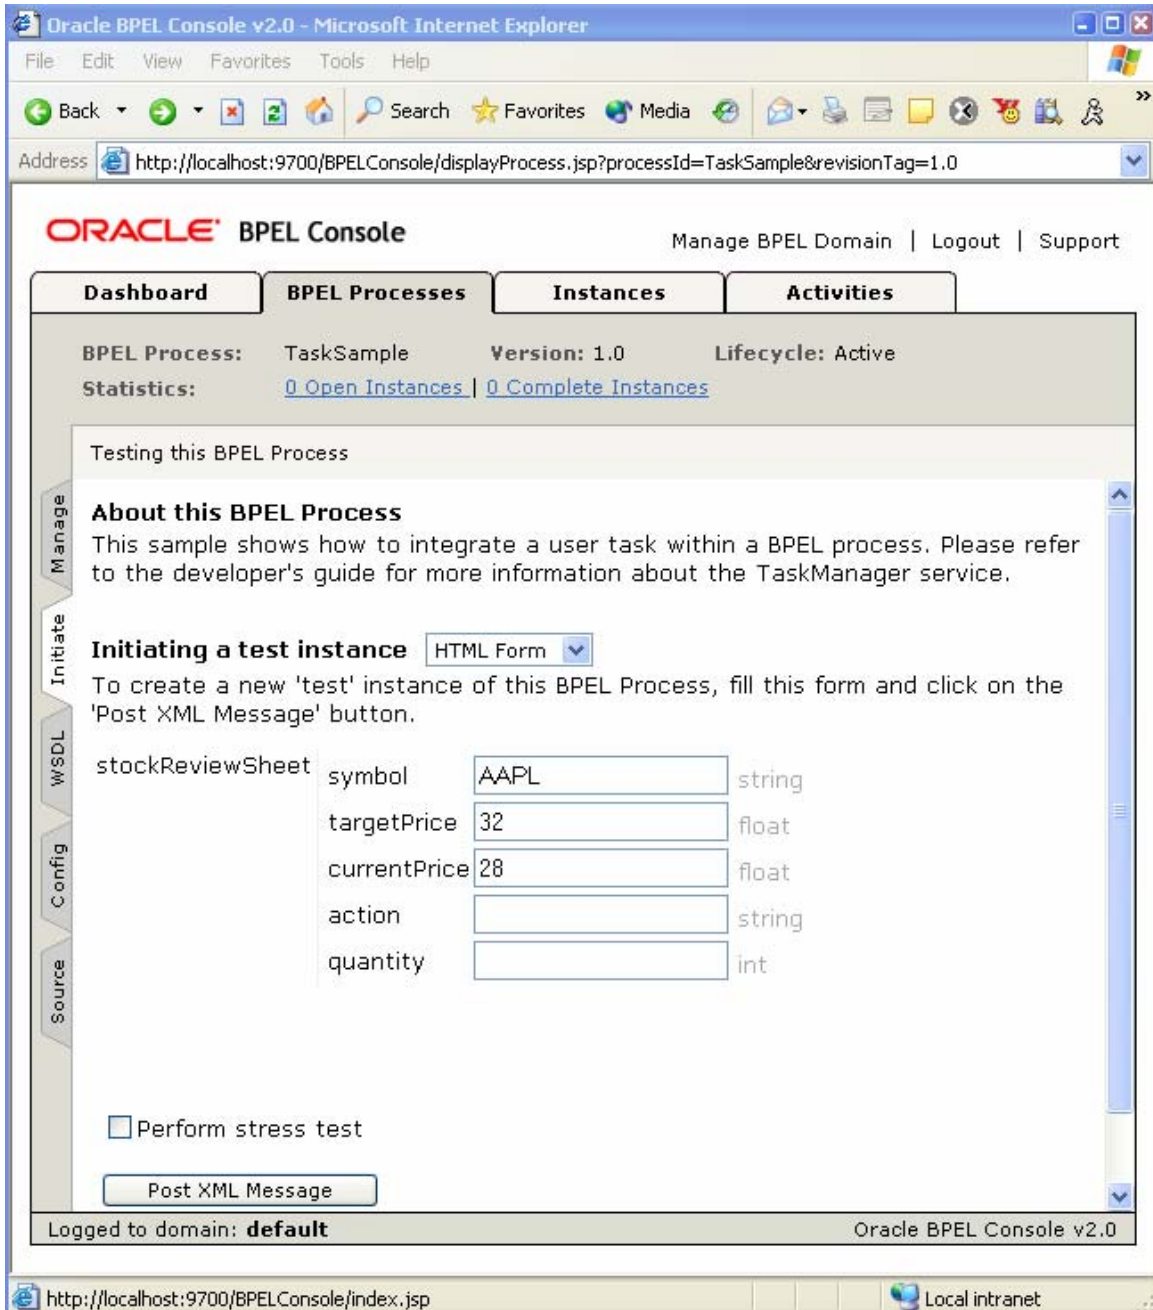 Oracle BPEL Console v2.0 - Microsoft Internet Explorer
File Edit View Favorites Tools Help
Back Search Favorites Media »
Address http://localhost:9700/BPELConsole/displayProcess.jsp?processId=TaskSample&revisionTag=1.0
ORACLE BPEL Console
Manage BPEL Domain | Logout | Support
Dashboard BPEL Processes Instances Activities
BPEL Process: TaskSample Version: 1.0 Lifecycle: Active
Statistics: 0 Open Instances | 0 Complete Instances
Testing this BPEL Process
Manage
Initiate
WSDL
Config
Source
About this BPEL Process
This sample shows how to integrate a user task within a BPEL process. Please refer
to the developer's guide for more information about the TaskManager service.
Initiating a test instance HTML Form
To create a new 'test' instance of this BPEL Process, fill this form and click on the
'Post XML Message' button.
stockReviewSheet symbol AAPL string
targetPrice 32 float
currentPrice 28 float
action string
quantity int
Perform stress test
Post XML Message
Logged to domain: default Oracle BPEL Console v2.0
http://localhost:9700/BPELConsole/index.jsp Local intranet